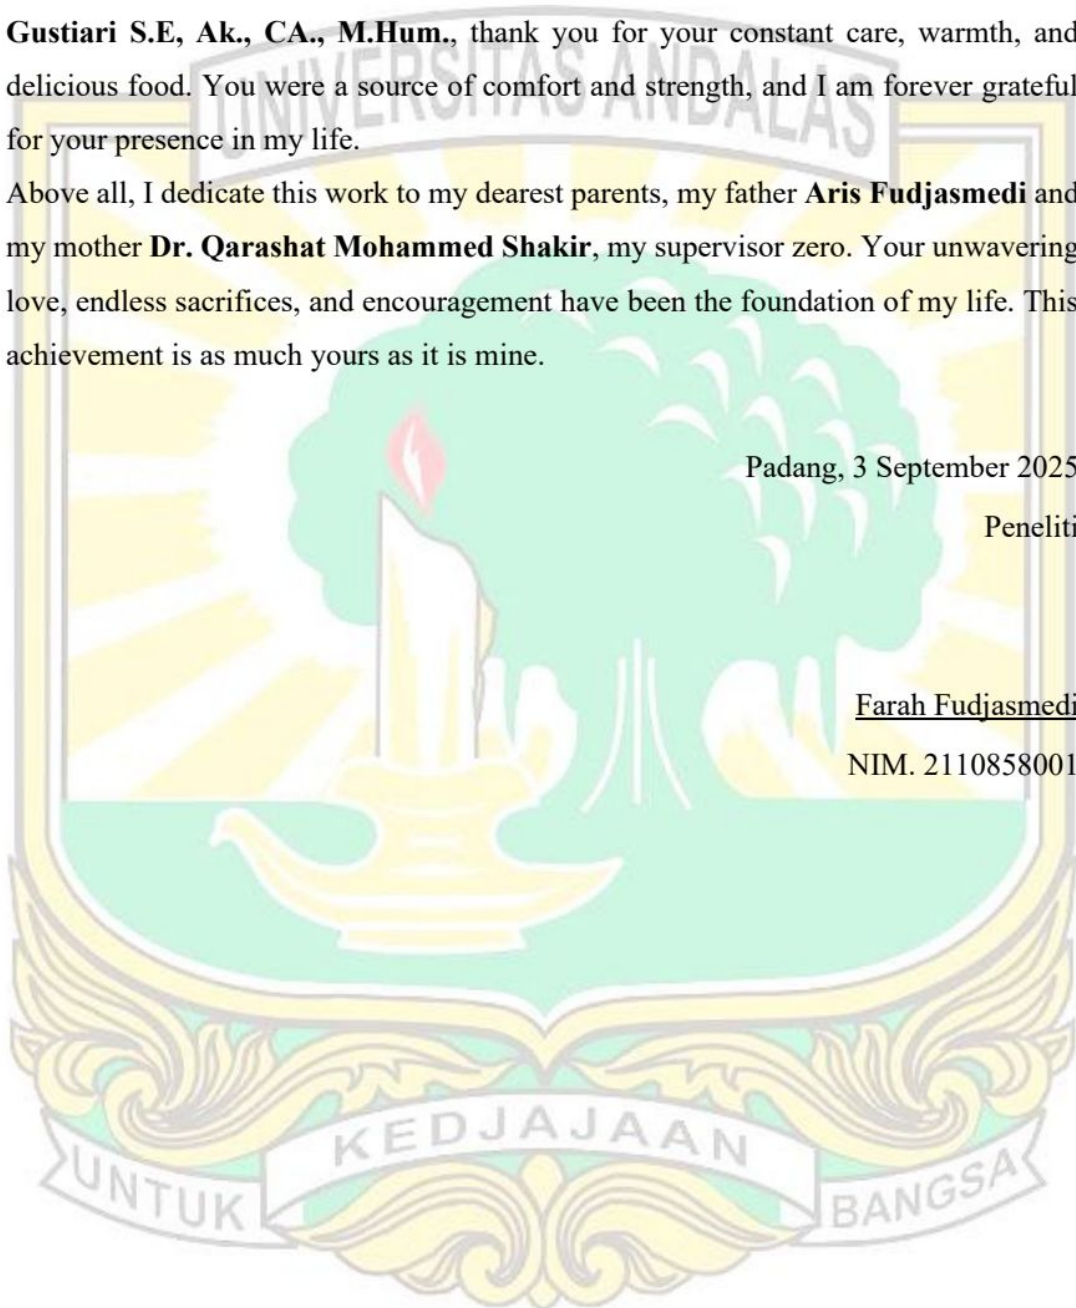 UNIVERSITAS ANDALAS
Gustiari S.E, Ak., CA., M.Hum., thank you for your constant care, warmth, and
delicious food. You were a source of comfort and strength, and I am forever grateful
for your presence in my life.
Above all, I dedicate this work to my dearest parents, my father Aris Fudjasmedi and
my mother Dr. Qarashat Mohammed Shakir, my supervisor zero. Your unwavering
love, endless sacrifices, and encouragement have been the foundation of my life. This
achievement is as much yours as it is mine.
Padang, 3 September 2025
Peneliti
Farah Fudjasmedi
NIM. 2110858001
UNTUK KEDJAJAAN BANGSA